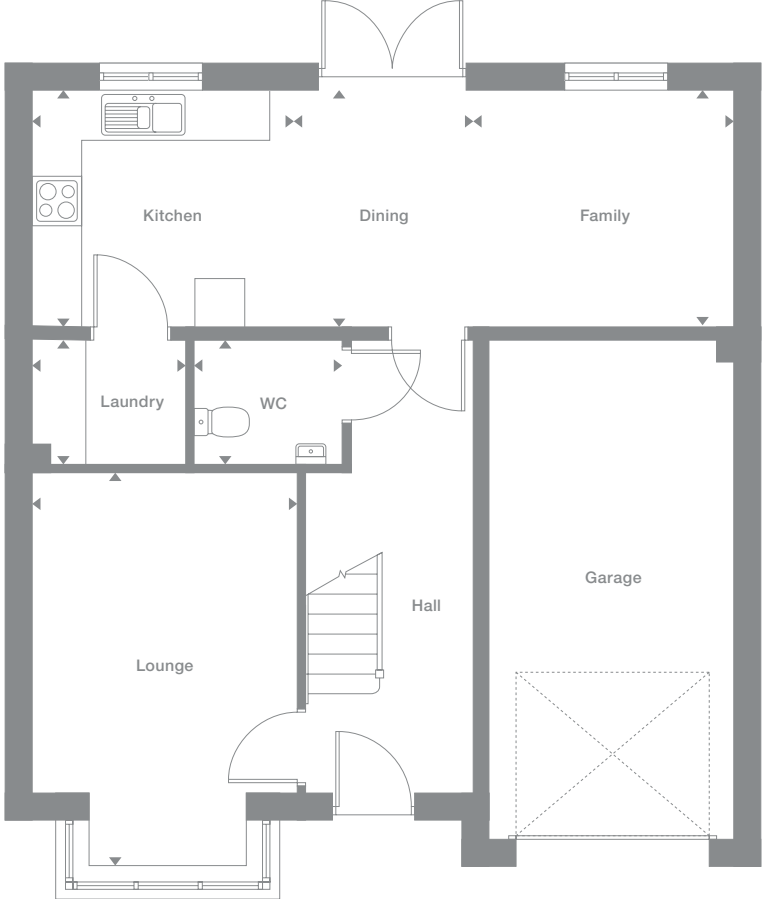 Kitchen
Dining
Family
Laundry
WC
Garage
Hall
Lounge